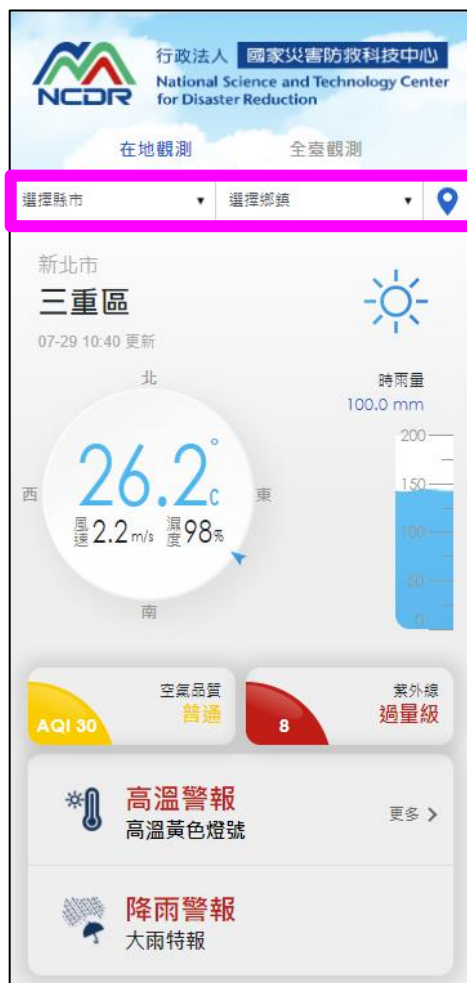 NCDR
行政法人 國家災害防救科技中心
National Science and Technology Center
for Disaster Reduction
在地觀測 全臺觀測
選擇縣市 ▼ 選擇鄉鎮 ▼
新北市
三重區
07-29 10:40 更新
北
西
東
南
26.2°C
風速 2.2 m/s 濕度 98%
時雨量
100.0 mm
200
150
100
50
0
空氣品質
普通
AQI 30
紫外線
過量級
8
高溫警報
高溫黃色燈號
更多 >
降雨警報
大雨特報